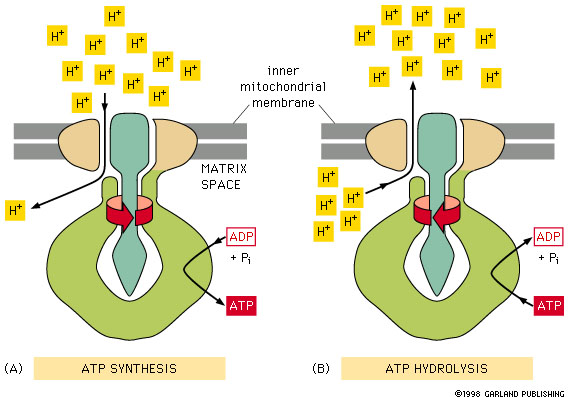 H+
H+
H+
H+
H+
H+
H+
H+
H+
H+
H+
inner
mitochondrial
membrane
H+
H+
H+
H+
H+
H+
H+
H+
H+
H+
H+
MATRIX
SPACE
H+
ADP
+ Pi
ATP
H+
H+
H+
H+
H+
ADP
+ Pi
ATP
(A) ATP SYNTHESIS
(B) ATP HYDROLYSIS
©1998 GARLAND PUBLISHING